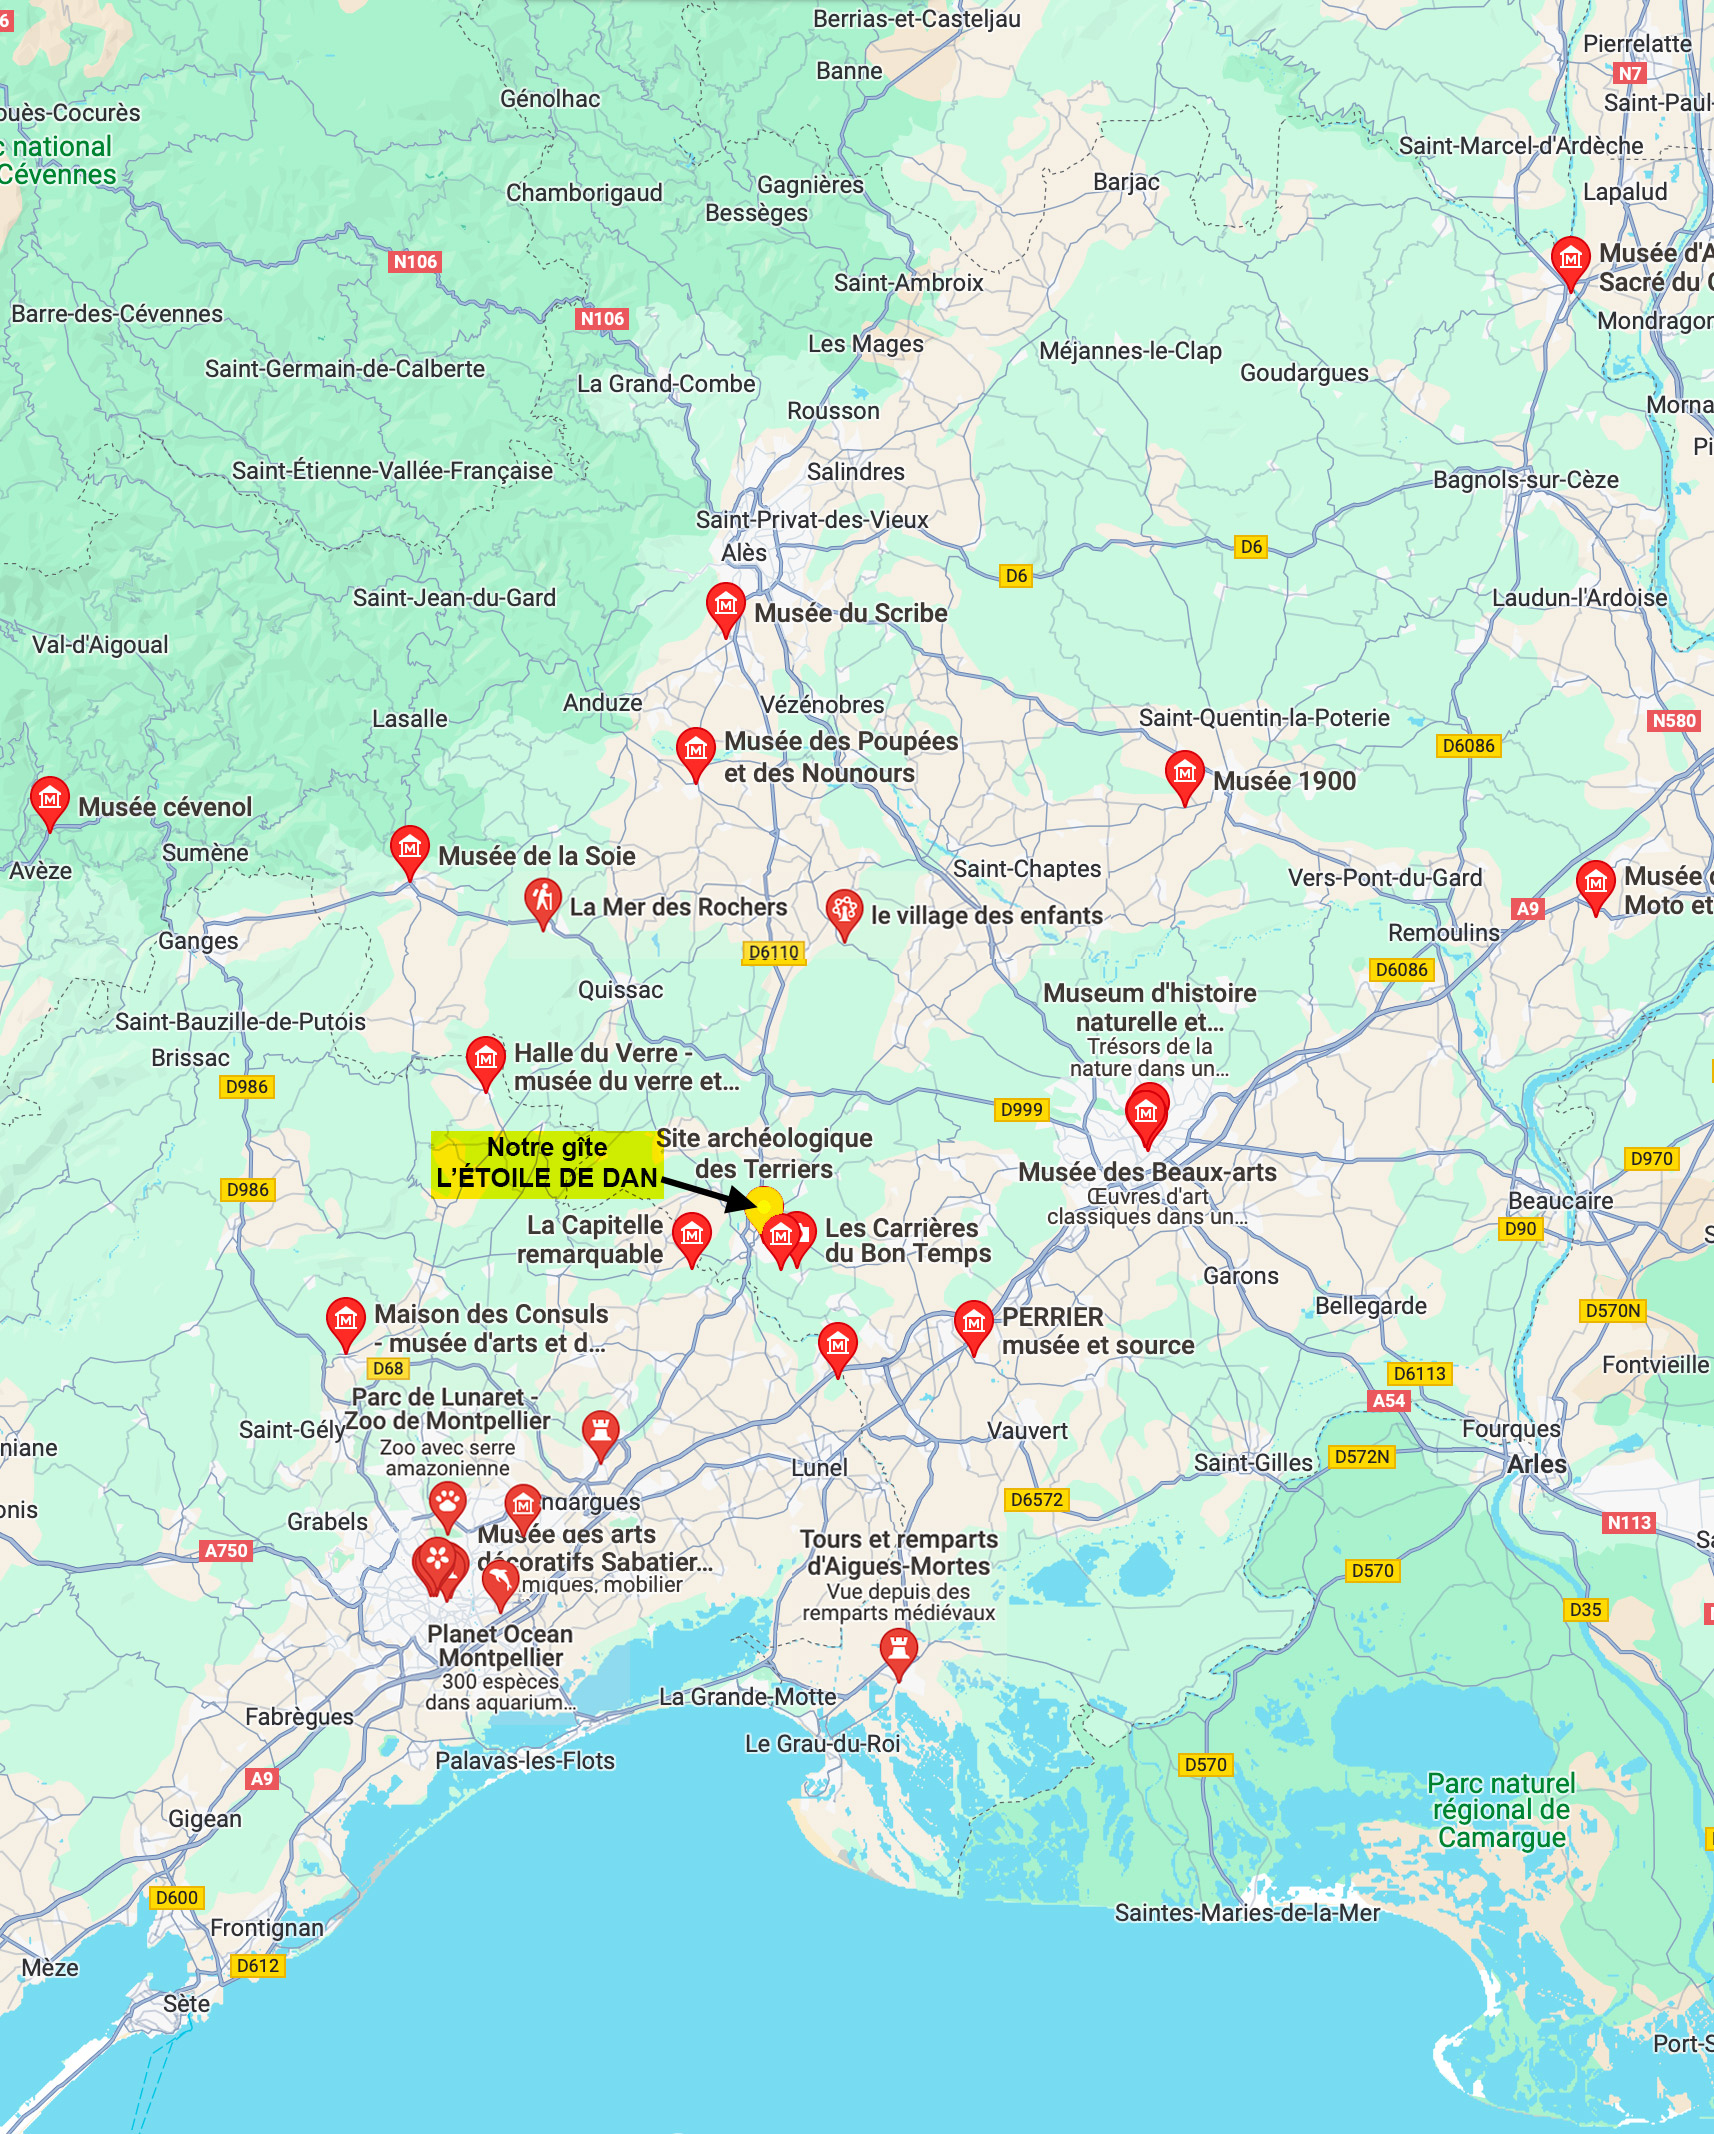 6
Berrias-et-Casteljau
Pierrelatte
Banne
N7
Génolhac
Saint-Paul-
ouès-Cocurès
c national
Cévennes
Saint-Marcel-d'Ardèche
Gagnières
Barjac
Chamborigaud
Lapalud
Bessèges
N106
Musée d'A
Sacré du C
Saint-Ambroix
Barre-des-Cévennes
N106
Mondragon
Les Mages
Méjannes-le-Clap
Saint-Germain-de-Calberte
Goudargues
La Grand-Combe
Morna
Rousson
Pi
Saint-Étienne-Vallée-Française
Salindres
Bagnols-sur-Cèze
Saint-Privat-des-Vieux
Alès
D6
D6
Saint-Jean-du-Gard
Laudun-l'Ardoise
Musée du Scribe
Val-d'Aigoual
Anduze
Vézénobres
Lasalle
Saint-Quentin-la-Poterie
N580
Musée des Poupées
et des Nounours
D6086
Musée 1900
Musée cévenol
Sumène
Musée de la Soie
Avèze
Saint-Chaptes
Vers-Pont-du-Gard
Musée d
Moto et
La Mer des Rochers
le village des enfants
A9
Ganges
Remoulins
D6110
D6086
Quissac
Museum d'histoire
naturelle et...
Trésors de la
nature dans un...
Saint-Bauzille-de-Putois
Brissac
Halle du Verre -
musée du verre et...
D986
D999
Notre gîte
L'ÉTOILE DE DAN
Site archéologique
des Terriers
D970
Musée des Beaux-arts
Œuvres d'art
classiques dans un...
D986
Beaucaire
La Capitelle
remarquable
Les Carrières
du Bon Temps
D90
S
Garons
Maison des Consuls
- musée d'arts et d...
PERRIER
musée et source
Bellegarde
D570N
D68
Fontvieille
D6113
Parc de Lunaret -
Zoo de Montpellier
Zoo avec serre
amazonienne
A54
Saint-Gély
niane
Vauvert
Fourques
Lunel
Saint-Gilles
D572N
Arles
onis
ndargues
D6572
Grabels
N113
Musée des arts
décoratifs Sabatier...
miques, mobilier
Sa
A750
Tours et remparts
d'Aigues-Mortes
Vue depuis des
remparts médiévaux
D570
D35
Planet Ocean
Montpellier
300 espèces
dans aquarium...
La Grande-Motte
Fabrègues
Le Grau-du-Roi
Palavas-les-Flots
D570
A9
Parc naturel
régional de
Camargue
Gigean
D600
Saintes-Maries-de-la-Mer
Frontignan
D612
Mèze
Sète
Port-S